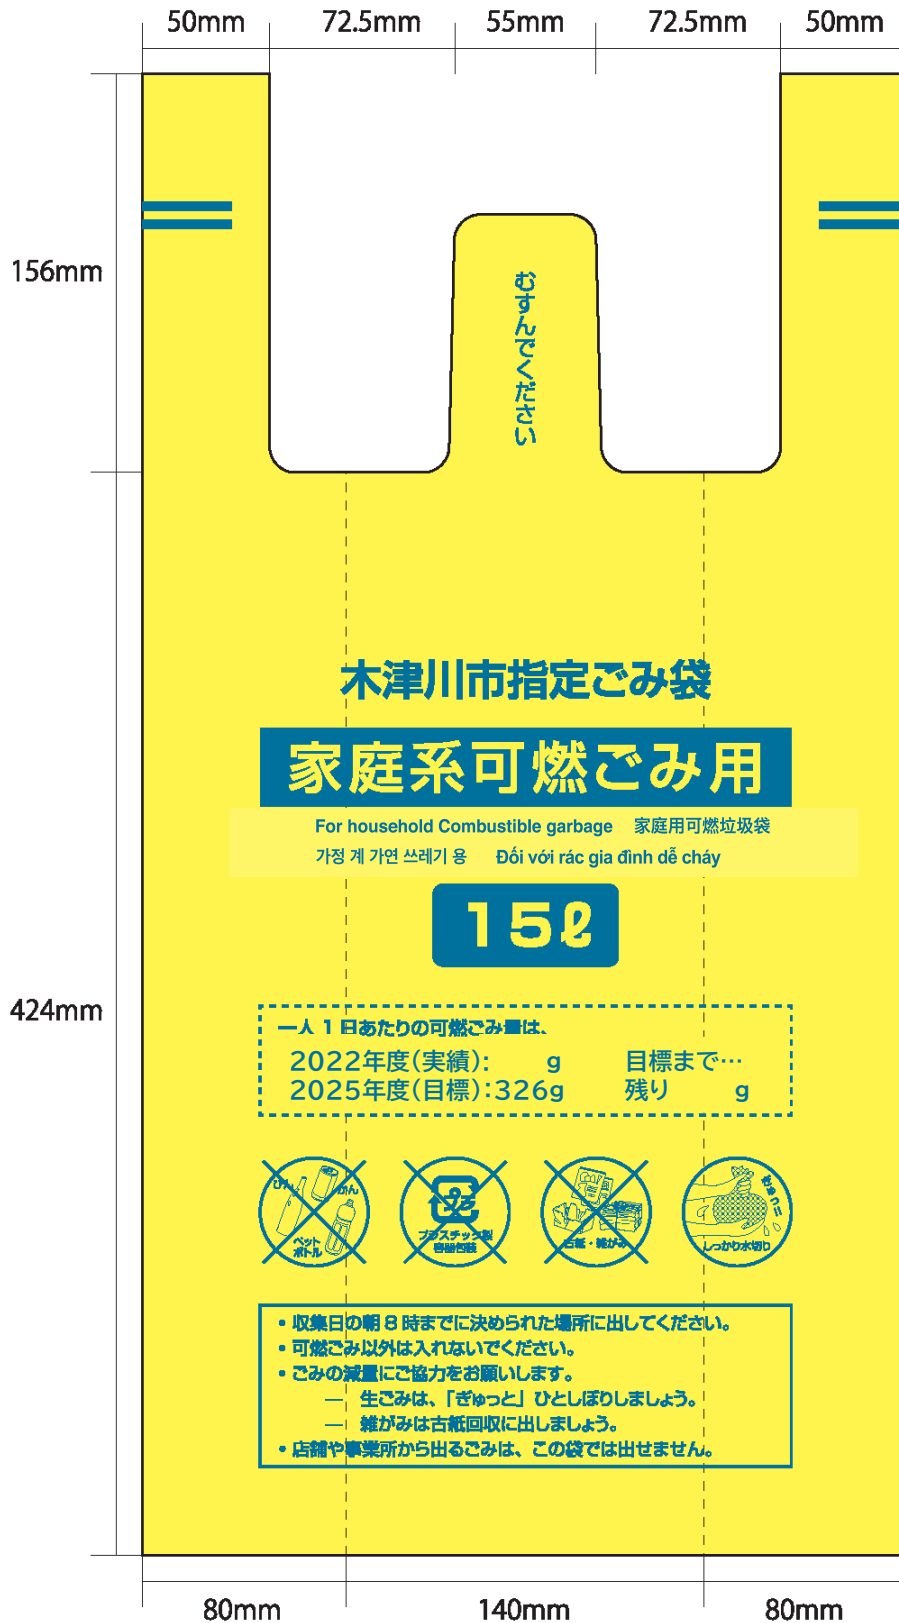 50mm 72.5mm 55mm 72.5mm 50mm
156mm
むすんでください
木津川市指定ごみ袋
家庭系可燃ごみ用
For household Combustible garbage 家庭用可燃垃圾袋
가정 계 가연 쓰레기 용 Đối với rác gia đình dễ cháy
15ℓ
424mm
一人1日あたりの可燃ごみ量は、
2022年度(実績): g 目標まで…
2025年度(目標):326g 残り g
びん かん
ペットボトル
プラ
プラスチック製
容器包装
古紙・雑がみ
ぎゅっと
しっかり水切り
・収集日の朝8時までに決められた場所に出してください。
・可燃ごみ以外は入れないでください。
・ごみの減量にご協力をお願いします。
― 生ごみは、「ぎゅっと」ひとしぼりしましょう。
― 雑がみは古紙回収に出しましょう。
・店舗や事業所から出るごみは、この袋では出せません。
80mm 140mm 80mm